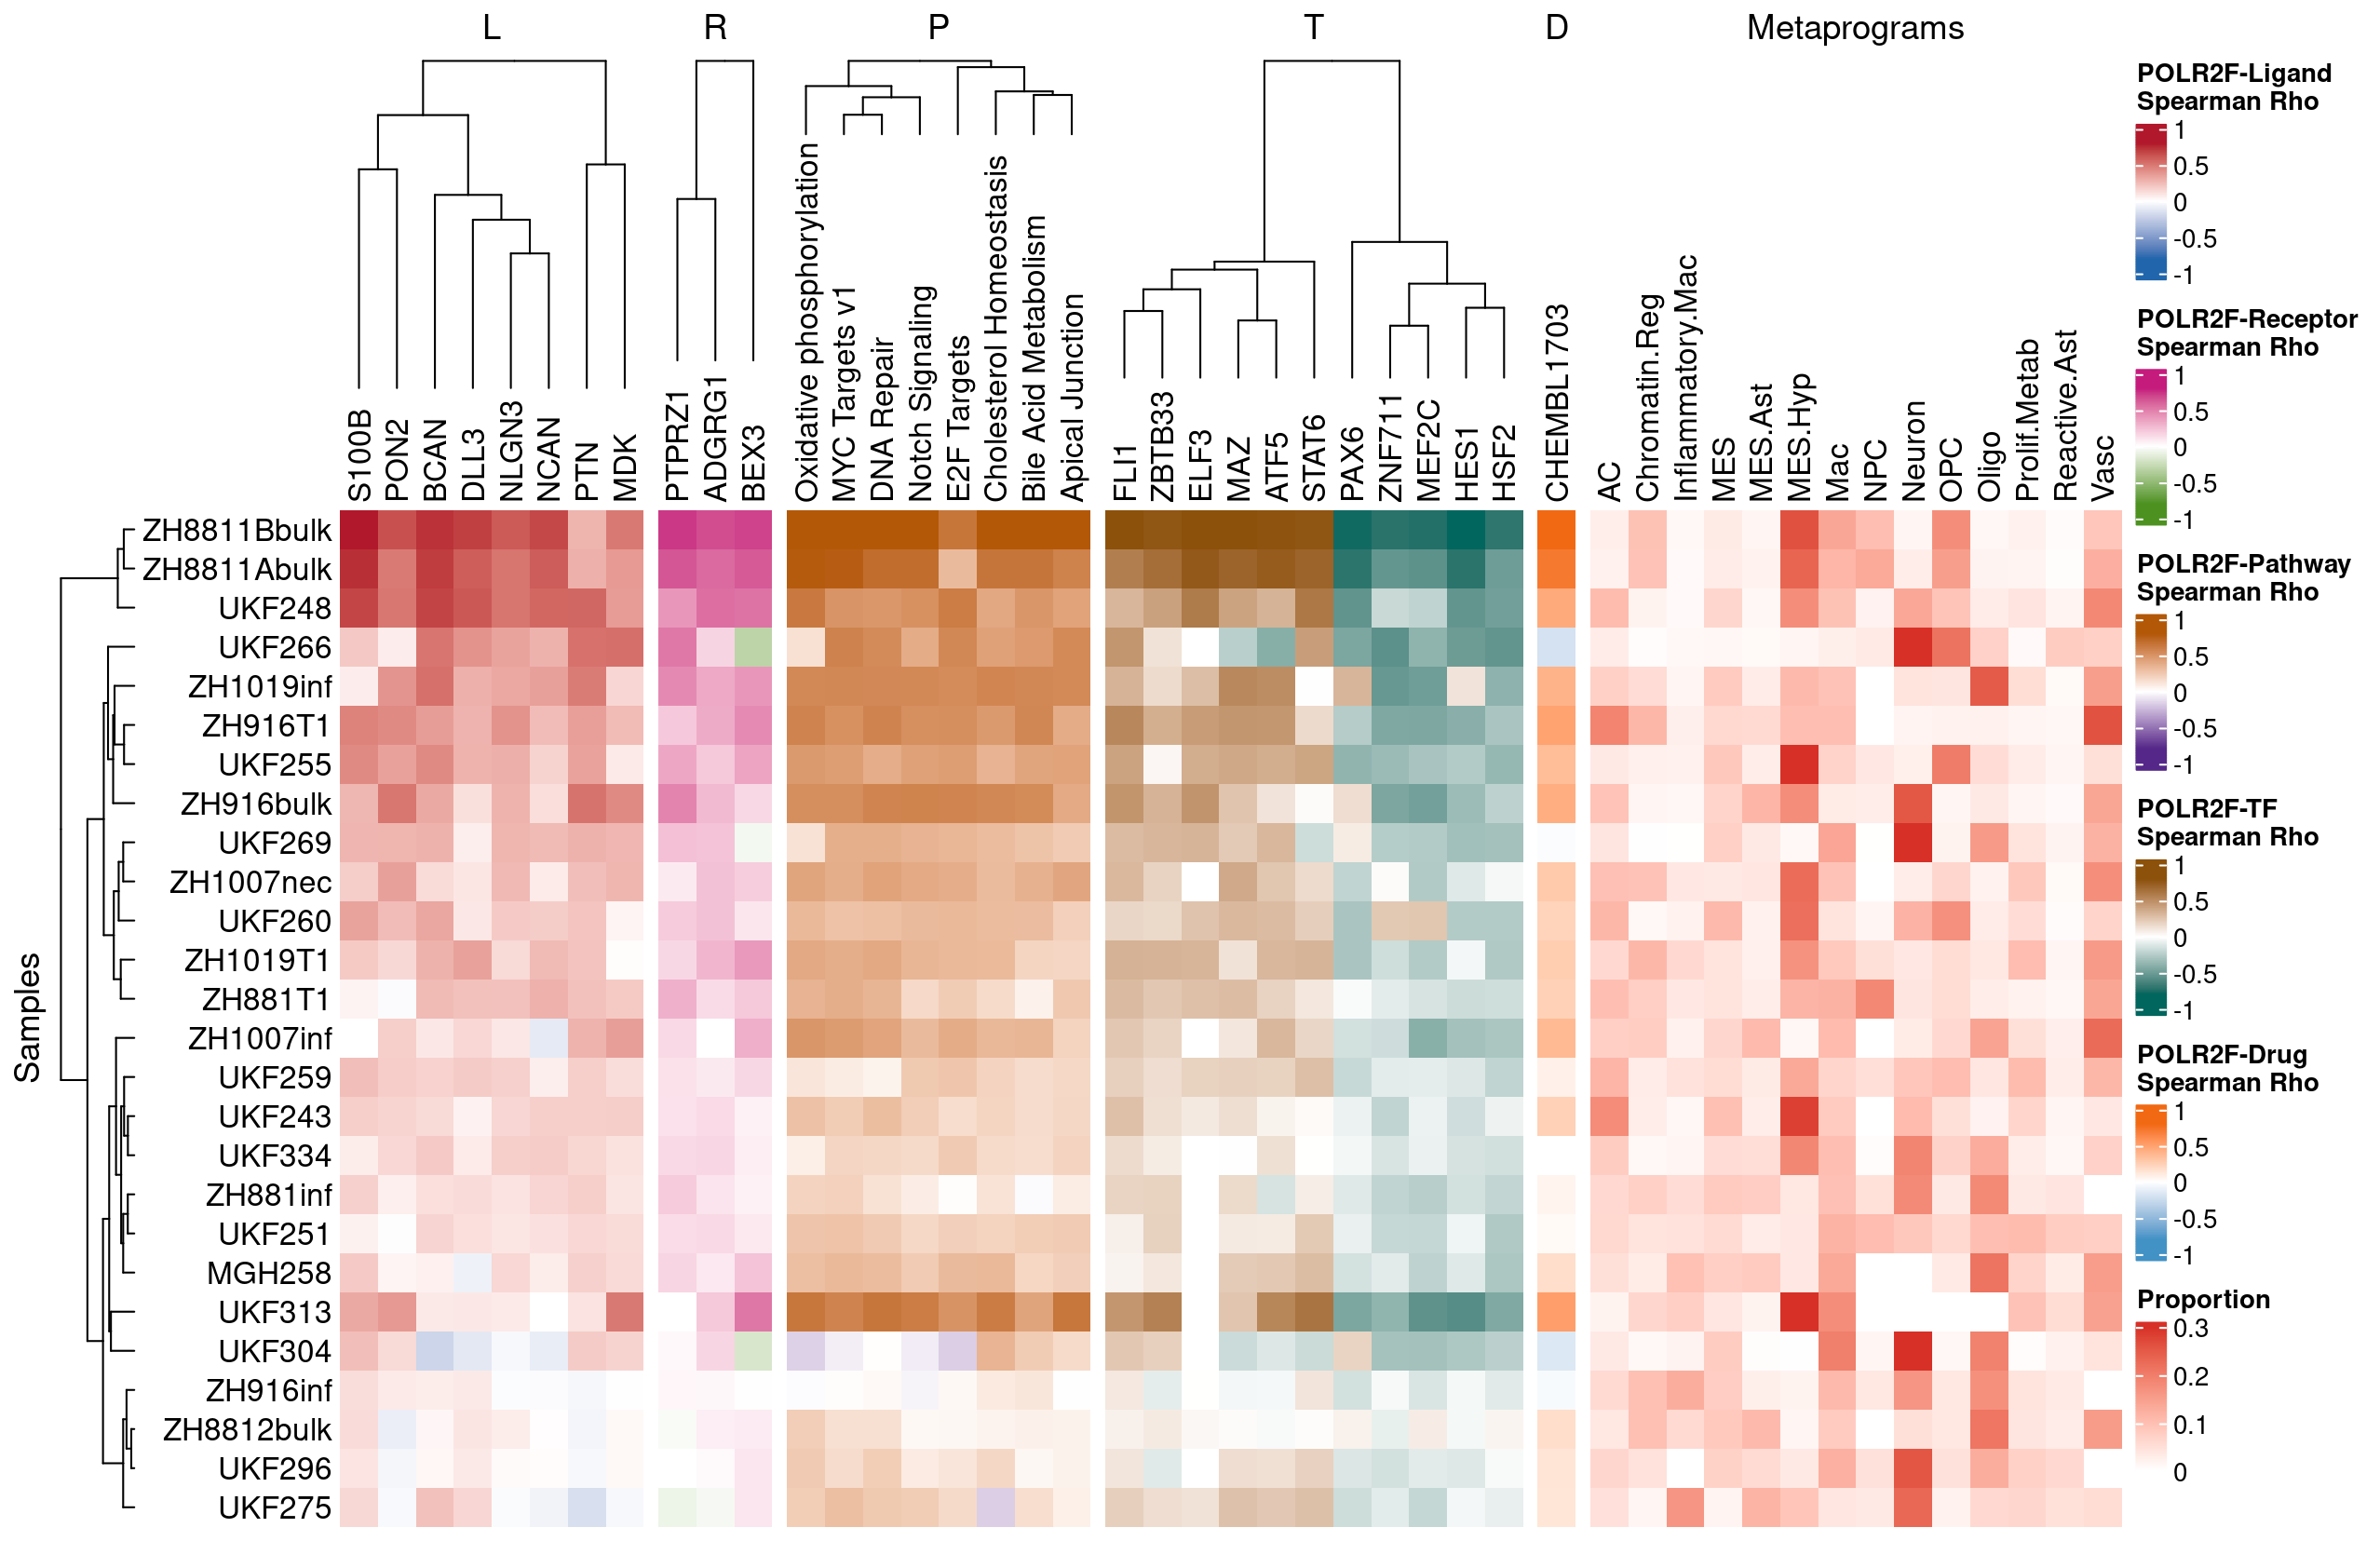 L R P T D Metaprograms
S100B
PON2
BCAN
DLL3
NLGN3
NCAN
PTN
MDK
PTPRZ1
ADGRG1
BEX3
Oxidative phosphorylation
MYC Targets v1
DNA Repair
Notch Signaling
E2F Targets
Cholesterol Homeostasis
Bile Acid Metabolism
Apical Junction
FLI1
ZBTB33
ELF3
MAZ
ATF5
STAT6
PAX6
ZNF711
MEF2C
HES1
HSF2
CHEMBL1703
AC
Chromatin.Reg
Inflammatory.Mac
MES
MES.Ast
MES.Hyp
Mac
NPC
Neuron
OPC
Oligo
Prolif.Metab
Reactive.Ast
Vasc
Samples
ZH8811Bbulk
ZH8811Abulk
UKF248
UKF266
ZH1019inf
ZH916T1
UKF255
ZH916bulk
UKF269
ZH1007nec
UKF260
ZH1019T1
ZH881T1
ZH1007inf
UKF259
UKF243
UKF334
ZH881inf
UKF251
MGH258
UKF313
UKF304
ZH916inf
ZH8812bulk
UKF296
UKF275
POLR2F-Ligand
Spearman Rho
1
0.5
0
-0.5
-1
POLR2F-Receptor
Spearman Rho
1
0.5
0
-0.5
-1
POLR2F-Pathway
Spearman Rho
1
0.5
0
-0.5
-1
POLR2F-TF
Spearman Rho
1
0.5
0
-0.5
-1
POLR2F-Drug
Spearman Rho
1
0.5
0
-0.5
-1
Proportion
0.3
0.2
0.1
0